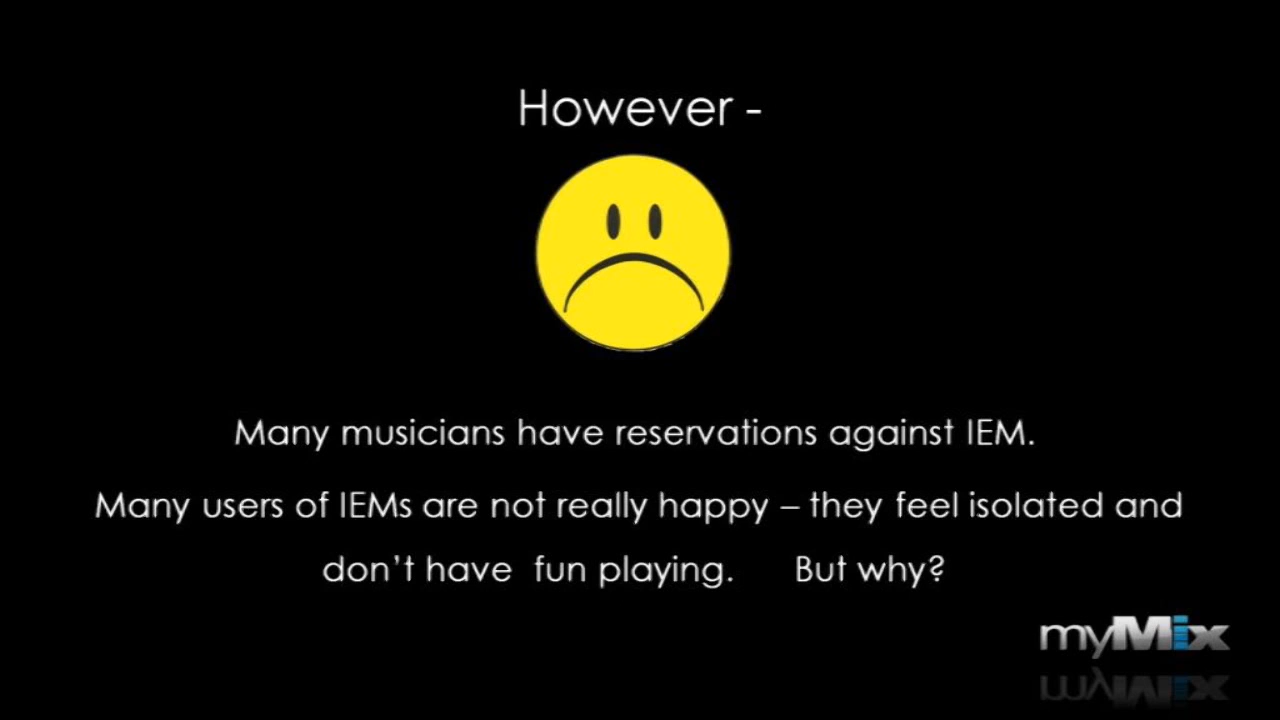 However -
Many musicians have reservations against IEM.
Many users of IEMs are not really happy – they feel isolated and
don't have  fun playing.      But why?
myMix